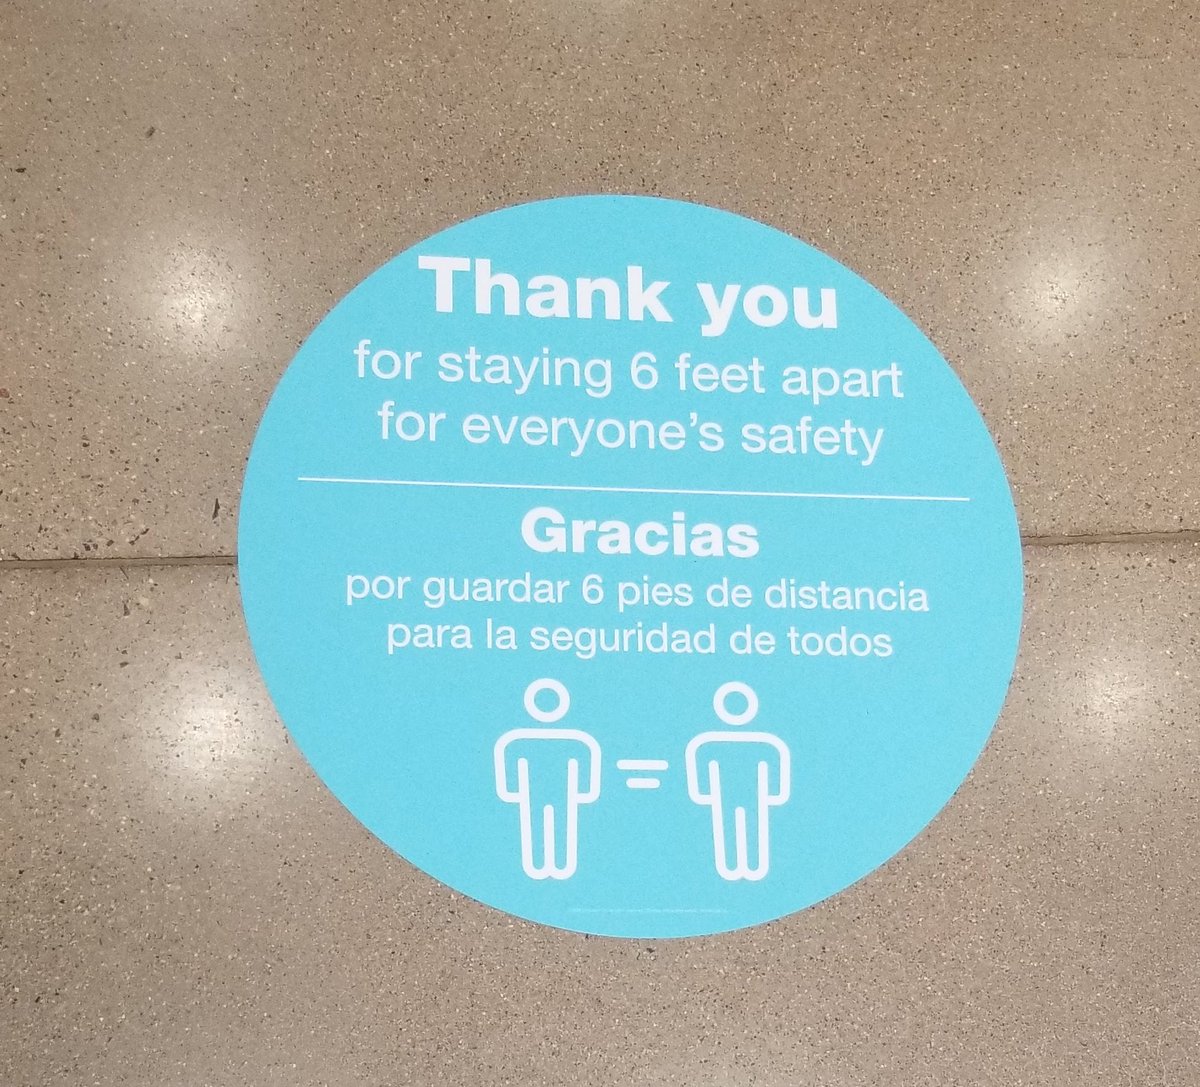 Thank you
for staying 6 feet apart
for everyone's safety
Gracias
por guardar 6 pies de distancia
para la seguridad de todos